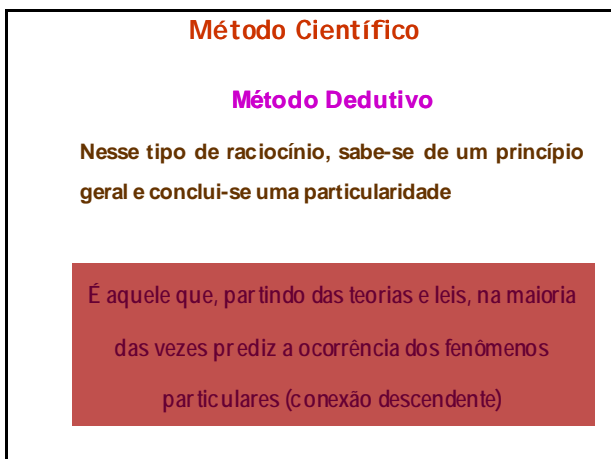 Método Científico
Método Dedutivo
Nesse tipo de raciocínio, sabe-se de um princípio
geral e conclui-se uma particularidade
É aquele que, partindo das teorias e leis, na maioria
das vezes prediz a ocorrência dos fenômenos
particulares (conexão descendente)